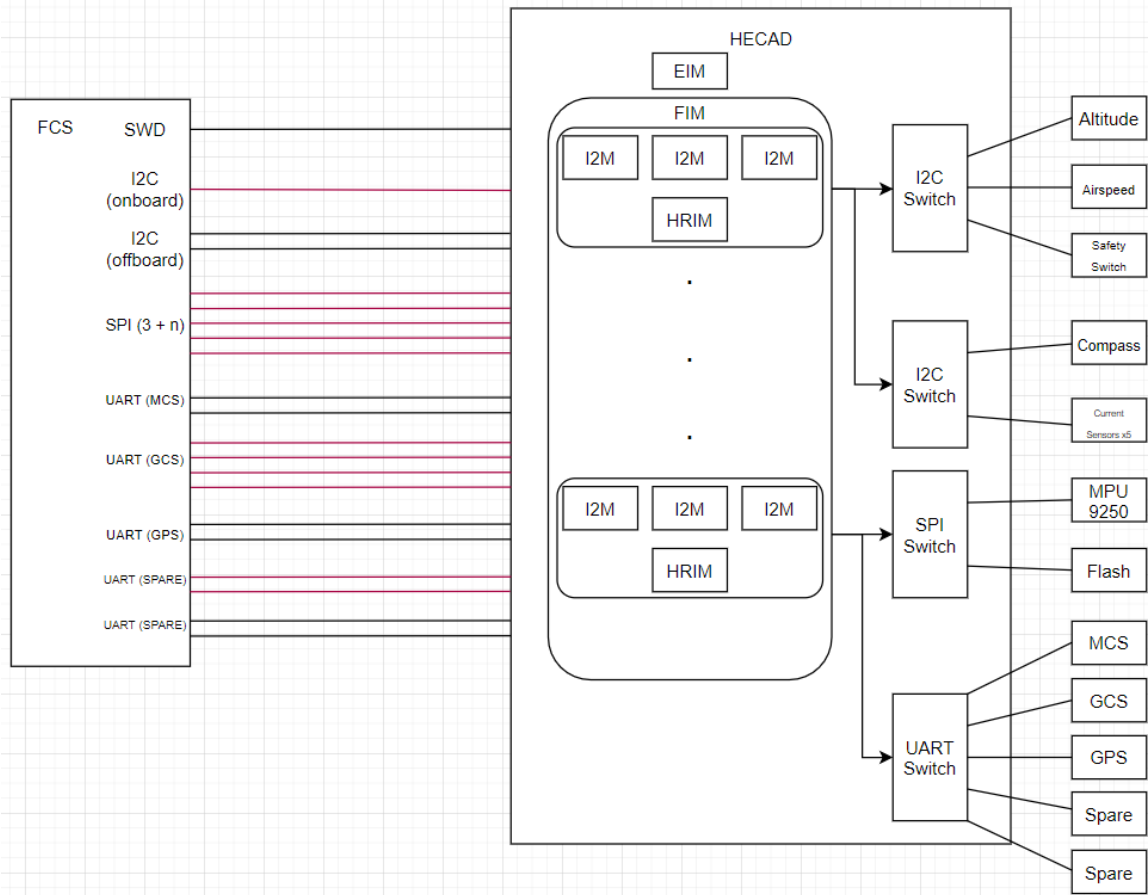 HECAD
EIM
FCS
SWD
I2C
(onboard)
I2C
(offboard)
SPI (3 + n)
UART (MCS)
UART (GCS)
UART (GPS)
UART (SPARE)
UART (SPARE)
FIM
I2M
I2M
I2M
HRIM
.
.
.
I2M
I2M
I2M
HRIM
I2C
Switch
I2C
Switch
SPI
Switch
UART
Switch
Altitude
Airspeed
Safety
Switch
Compass
Current
Sensors x5
MPU
9250
Flash
MCS
GCS
GPS
Spare
Spare